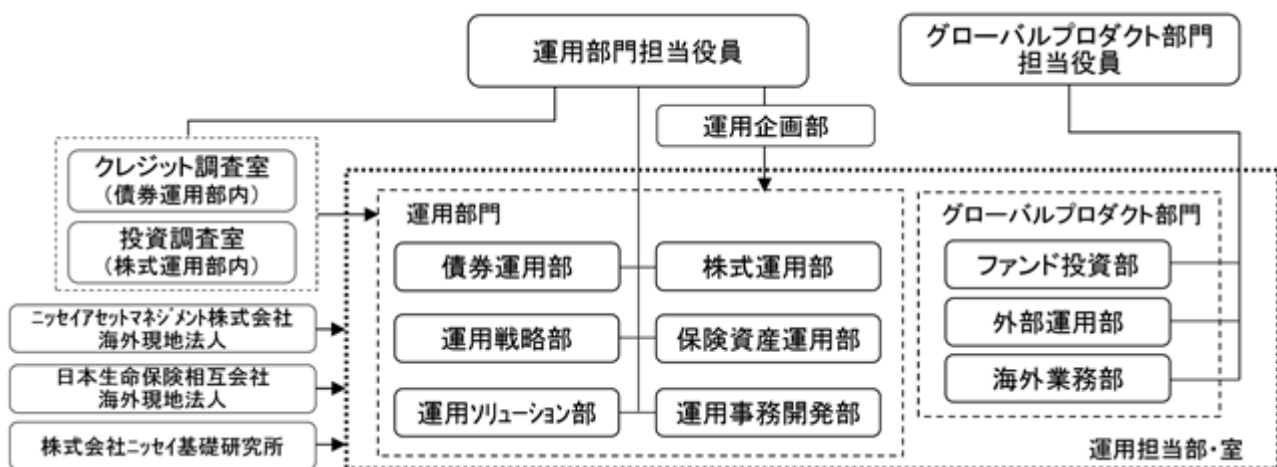 運用部門担当役員
グローバルプロダクト部門
担当役員
運用企画部
クレジット調査室
(債券運用部内)
投資調査室
(株式運用部内)
ニッセイアセットマネジメント株式会社
海外現地法人
日本生命保険相互会社
海外現地法人
株式会社ニッセイ基礎研究所
運用部門
債券運用部
株式運用部
運用戦略部
保険資産運用部
運用ソリューション部
運用事務開発部
グローバルプロダクト部門
ファンド投資部
外部運用部
海外業務部
運用担当部・室